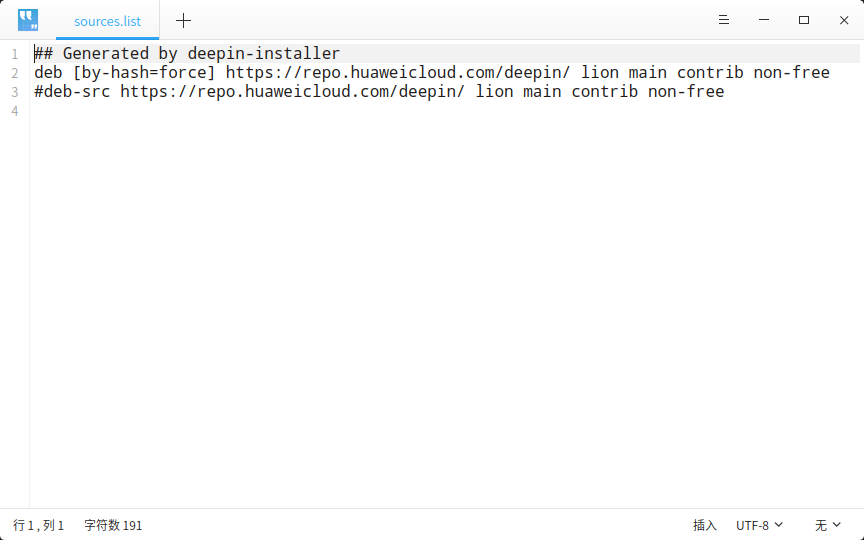 sources.list
1 ## Generated by deepin-installer
2 deb [by-hash=force] https://repo.huaweicloud.com/deepin/ lion main contrib non-free
3 #deb-src https://repo.huaweicloud.com/deepin/ lion main contrib non-free
4
行 1 , 列 1 字符数 191 插入 UTF-8 无